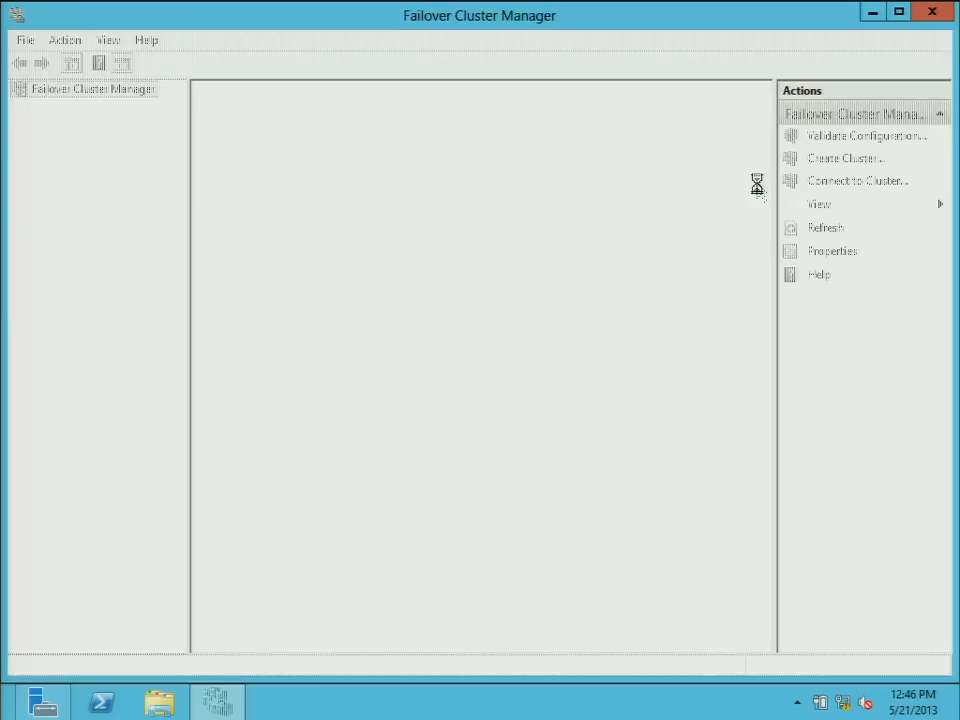 Failover Cluster Manager
File Action View Help
Failover Cluster Manager
Actions
Failover Cluster Mana...
Validate Configuration...
Create Cluster...
Connect to Cluster...
View
Refresh
Properties
Help
12:46 PM
5/21/2013